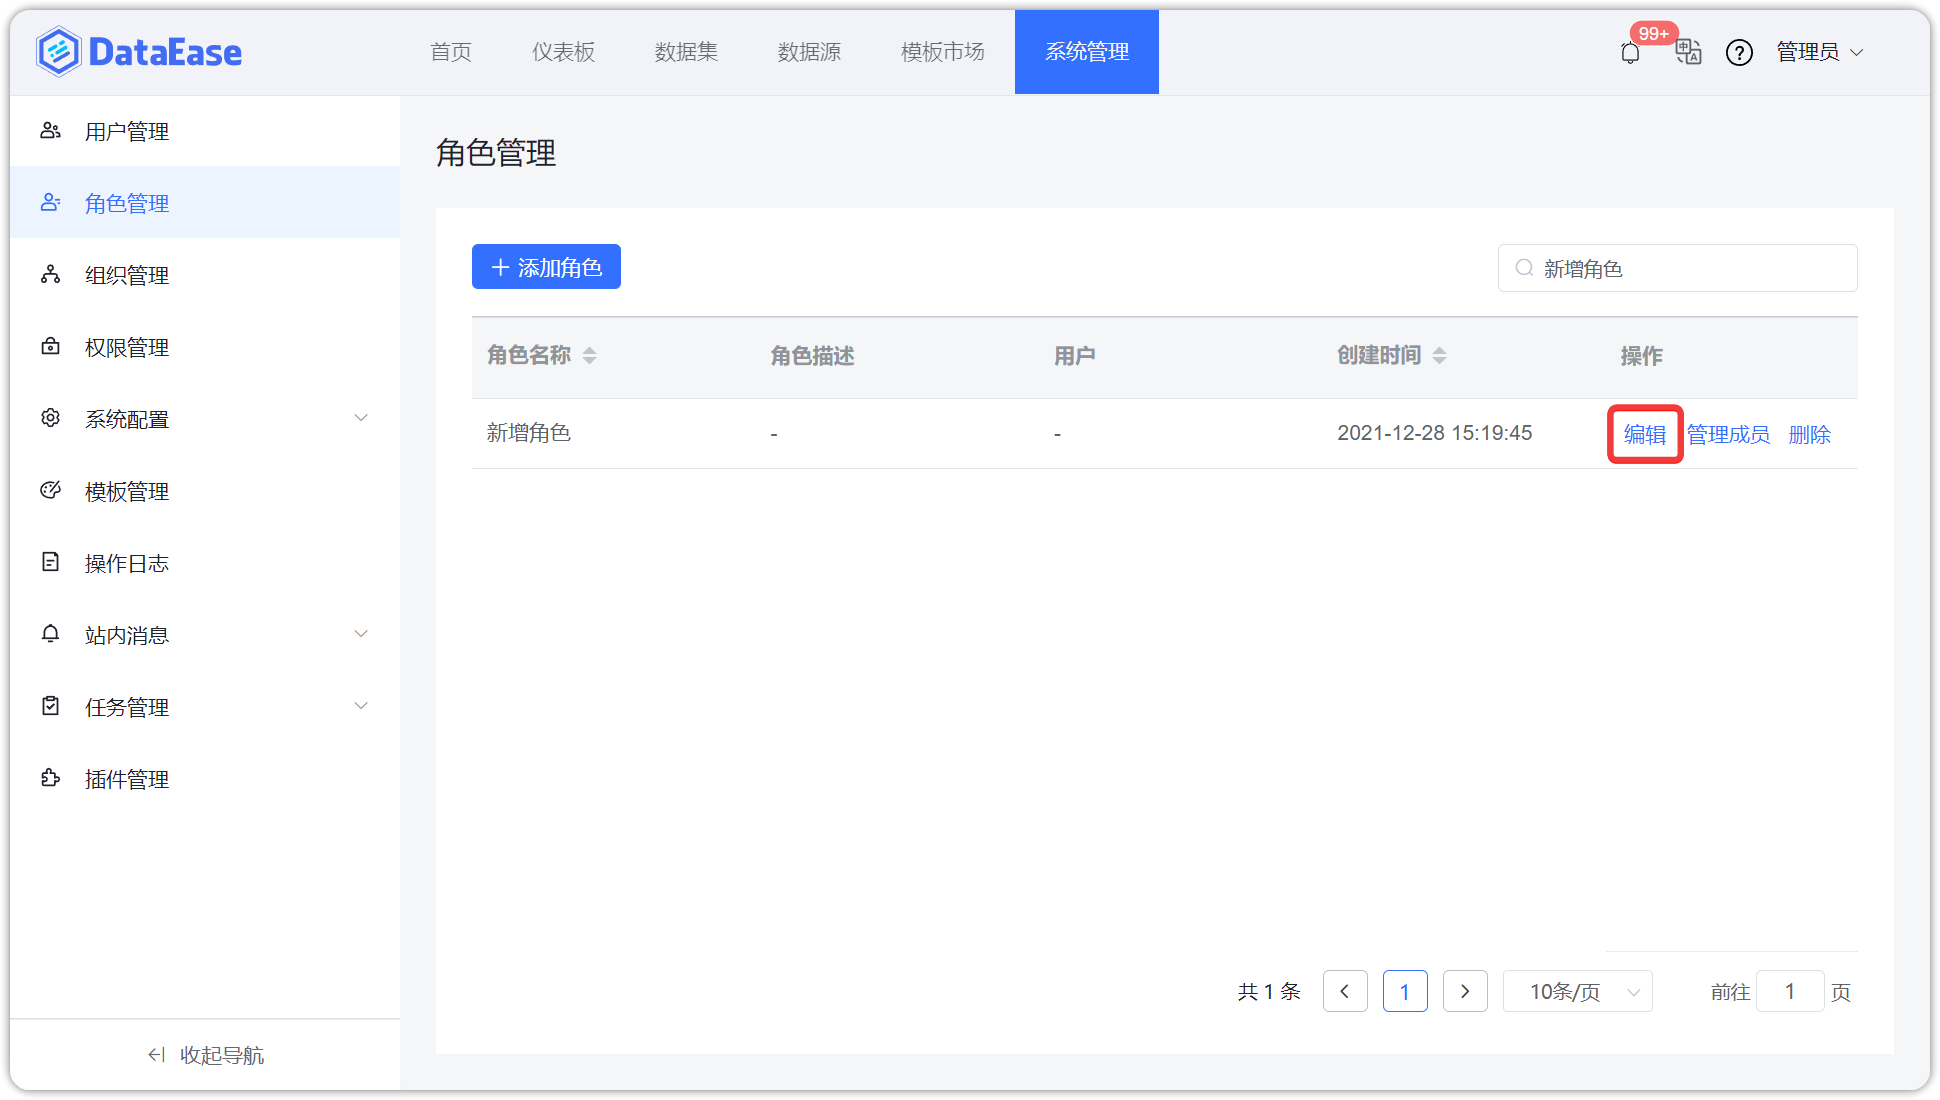 DataEase
首页 仪表板 数据集 数据源 模板市场 系统管理
99+
中 A ? 管理员
用户管理
角色管理
组织管理
权限管理
系统配置
模板管理
操作日志
站内消息
任务管理
插件管理
收起导航
角色管理
添加角色
新增角色
角色名称 角色描述 用户 创建时间 操作
新增角色 - - 2021-12-28 15:19:45 编辑 管理成员 删除
共 1 条 1 10条/页 前往 1 页